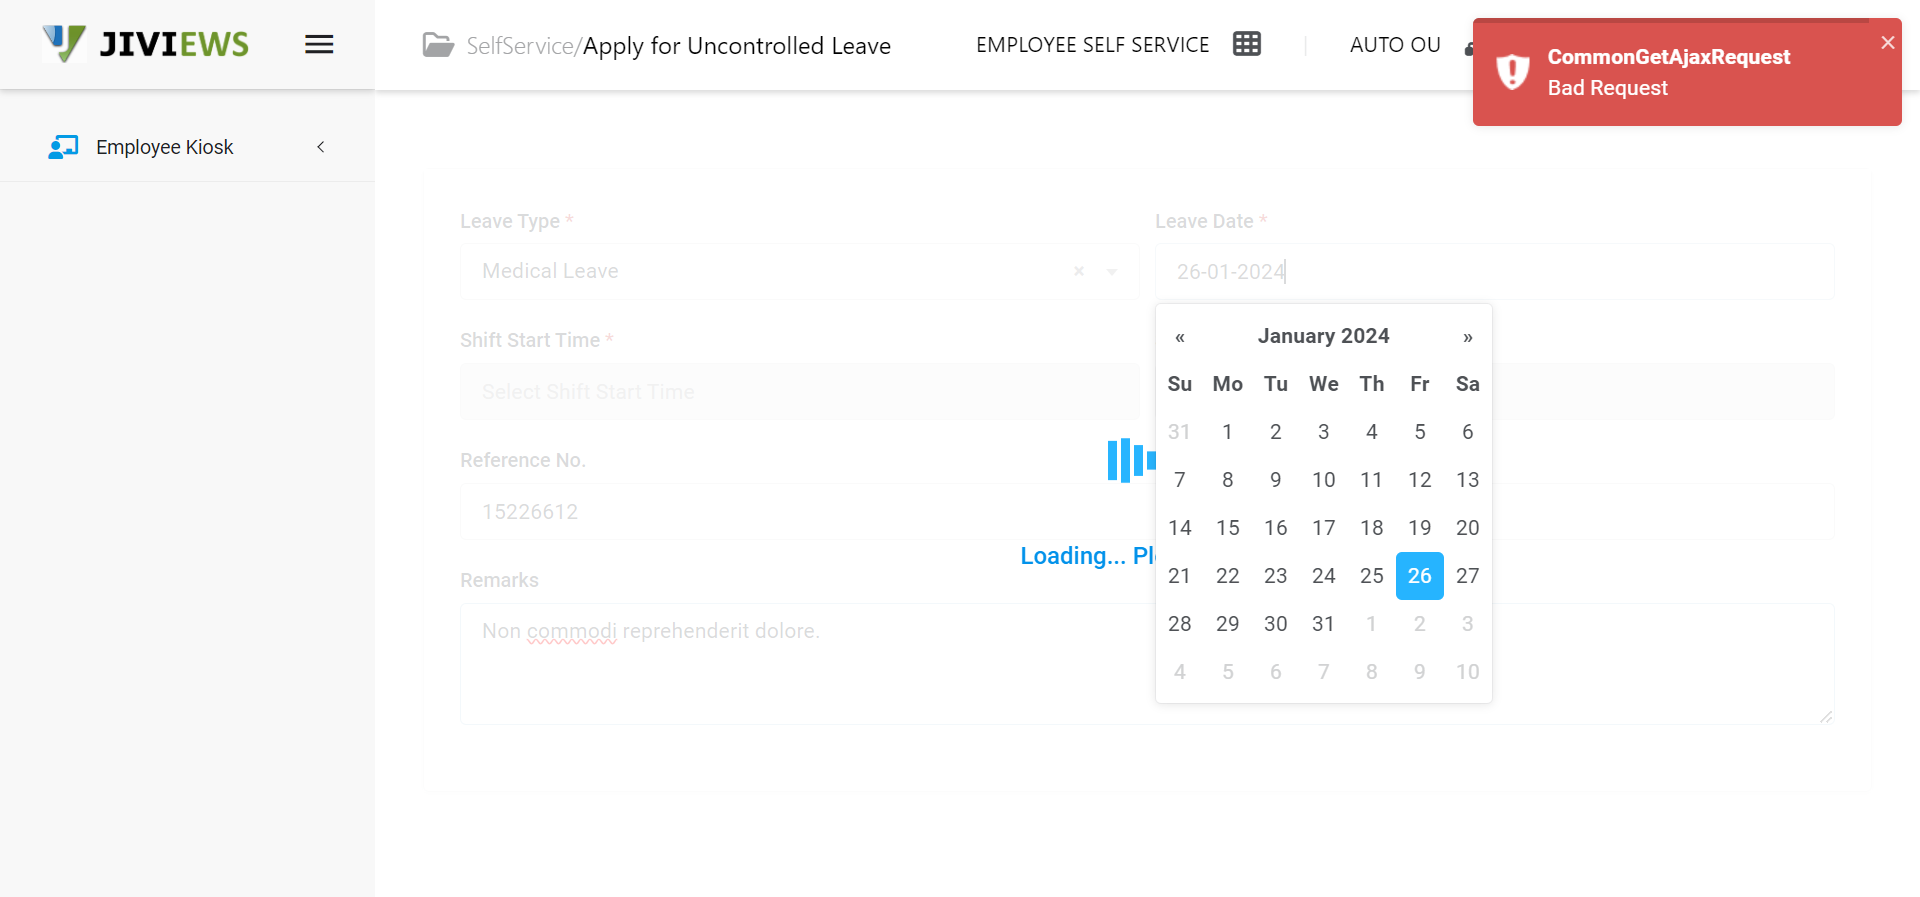 JIVIEWS
SelfService/Apply for Uncontrolled Leave
EMPLOYEE SELF SERVICE
AUTO OU
CommonGetAjaxRequest
Bad Request
Employee Kiosk
Leave Type *
Medical Leave
Leave Date *
26-01-2024
Shift Start Time *
Select Shift Start Time
Reference No.
15226612
Loading...
Remarks
Non commodi reprehenderit dolore.
« January 2024 »
Su Mo Tu We Th Fr Sa
31 1 2 3 4 5 6
7 8 9 10 11 12 13
14 15 16 17 18 19 20
21 22 23 24 25 26 27
28 29 30 31 1 2 3
4 5 6 7 8 9 10